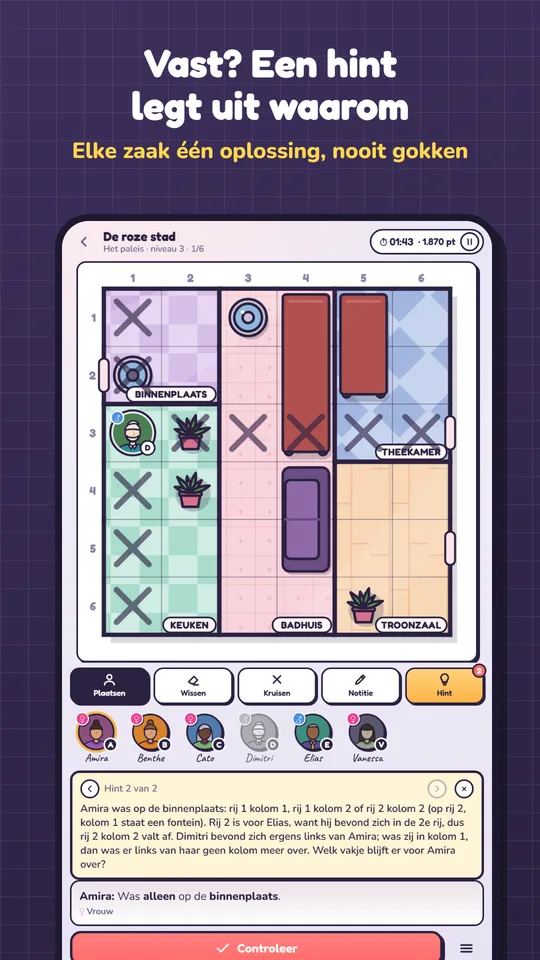 Vast? Een hint
legt uit waarom
Elke zaak één oplossing, nooit gokken
De roze stad
Het paleis · niveau 3 · 1/6
01:43 · 1.870 pt
1 2 3 4 5 6
1
2
BINNENPLAATS
3
D
THEEKAMER
4
5
6
KEUKEN
BADHUIS
TROONZAAL
Plaatsen
Wissen
Kruisen
Notitie
Hint
2
A
B
C
D
E
V
Amira
Benthe
Cato
Dimitri
Elias
Vanessa
Hint 2 van 2
Amira was op de binnenplaats: rij 1 kolom 1, rij 1 kolom 2 of rij 2 kolom 2 (op rij 2,
kolom 1 staat een fontein). Rij 2 is voor Elias, want hij bevond zich in de 2e rij, dus
rij 2 kolom 2 valt af. Dimitri bevond zich ergens links van Amira; was zij in kolom 1,
dan was er links van haar geen kolom meer over. Welk vakje blijft er voor Amira
over?
Amira: Was alleen op de binnenplaats.
♀ Vrouw
Controleer